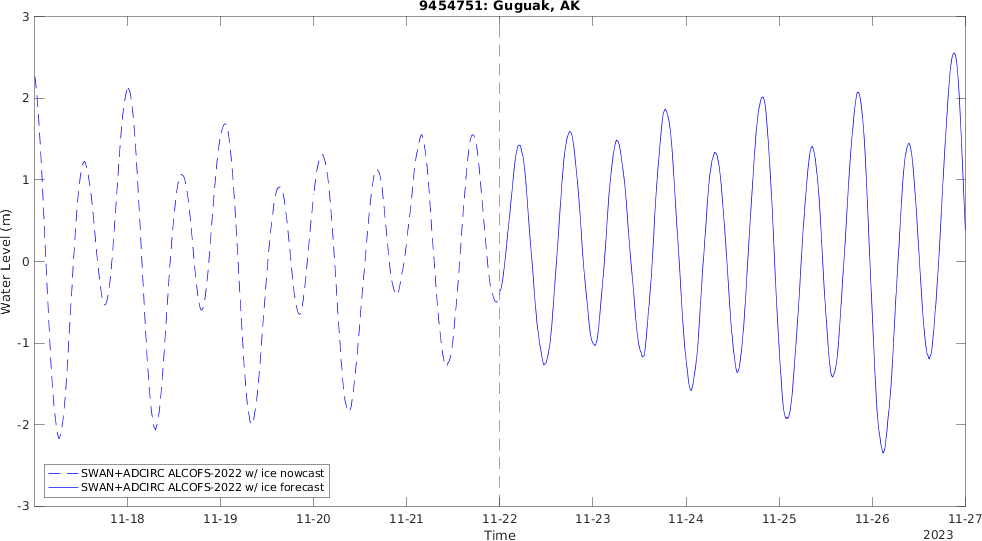 9454751: Guguak, AK
3
2
1
0
-1
-2
-3
Water Level (m)
SWAN+ADCIRC ALCOFS-2022 w/ ice nowcast
SWAN+ADCIRC ALCOFS-2022 w/ ice forecast
11-18 11-19 11-20 11-21 11-22 11-23 11-24 11-25 11-26 11-27
Time
2023